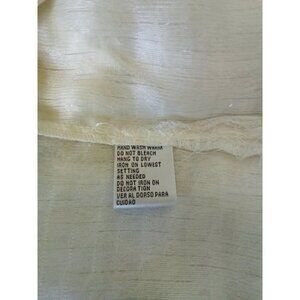 HAND WASH WARM
DO NOT BLEACH
HANG TO DRY
IRON ON LOWEST
SETTING
AS NEEDED
DO NOT IRON ON
DECORATION
VER AL DORSO PARA
CUIDAO